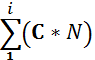 i
∑(C * N)
1